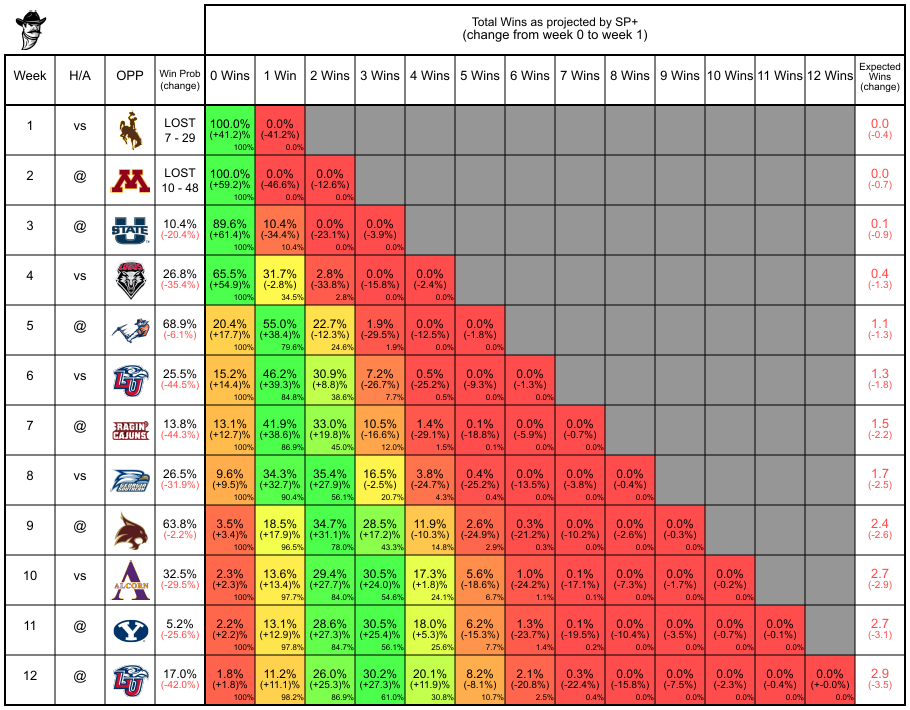 Total Wins as projected by SP+
(change from week 0 to week 1)
Week H/A OPP Win Prob (change) 0 Wins 1 Win 2 Wins 3 Wins 4 Wins 5 Wins 6 Wins 7 Wins 8 Wins 9 Wins 10 Wins 11 Wins 12 Wins Expected Wins (change)
1 vs LOST 100.0% 0.0% 0.0
7 - 29 (+41.2)% (-41.2)% (-0.4)
100% 0.0%
2 @ M LOST 100.0% 0.0% 0.0% 0.0
10 - 48 (+59.2)% (-46.6)% (-12.6)% (-0.7)
100% 0.0% 0.0%
3 @ U STATE 10.4% 89.6% 10.4% 0.0% 0.0% 0.1
(-20.4%) (+61.4)% (-34.4)% (-23.1)% (-3.9)% (-0.9)
100% 10.4% 0.0% 0.0%
4 vs 26.8% 65.5% 31.7% 2.8% 0.0% 0.0% 0.4
(-35.4%) (+54.9)% (-2.8)% (-33.8)% (-15.8)% (-2.4)% (-1.3)
100% 34.5% 2.8% 0.0% 0.0%
5 @ 68.9% 20.4% 55.0% 22.7% 1.9% 0.0% 0.0% 1.1
(-6.1%) (+17.7)% (+38.4)% (-12.3)% (-29.5)% (-12.5)% (-1.8)% (-1.3)
100% 79.6% 24.6% 1.9% 0.0% 0.0%
6 vs LU 25.5% 15.2% 46.2% 30.9% 7.2% 0.5% 0.0% 0.0% 1.3
(-44.5%) (+14.4)% (+39.3)% (+8.8)% (-26.7)% (-25.2)% (-9.3)% (-1.3)% (-1.8)
100% 84.8% 38.6% 7.7% 0.5% 0.0% 0.0%
7 @ RAGIN' CAJUNS 13.8% 13.1% 41.9% 33.0% 10.5% 1.4% 0.1% 0.0% 0.0% 1.5
(-44.3%) (+12.7)% (+38.6)% (+19.8)% (-16.6)% (-29.1)% (-18.8)% (-5.9)% (-0.7)% (-2.2)
100% 86.9% 45.0% 12.0% 1.5% 0.1% 0.0% 0.0%
8 vs GEORGIA SOUTHERN 26.5% 9.6% 34.3% 35.4% 16.5% 3.8% 0.4% 0.0% 0.0% 0.0% 1.7
(-31.9%) (+9.5)% (+32.7)% (+27.9)% (-2.5)% (-24.7)% (-25.2)% (-13.5)% (-3.8)% (-0.4)% (-2.5)
100% 90.4% 56.1% 20.7% 4.3% 0.4% 0.0% 0.0% 0.0%
9 @ 63.8% 3.5% 18.5% 34.7% 28.5% 11.9% 2.6% 0.3% 0.0% 0.0% 0.0% 2.4
(-2.2%) (+3.4)% (+17.9)% (+31.1)% (+17.2)% (-10.3)% (-24.9)% (-21.2)% (-10.2)% (-2.6)% (-0.3)% (-2.6)
100% 96.5% 78.0% 43.3% 14.8% 2.9% 0.3% 0.0% 0.0% 0.0%
10 vs A ALCORN 32.5% 2.3% 13.6% 29.4% 30.5% 17.3% 5.6% 1.0% 0.1% 0.0% 0.0% 0.0% 2.7
(-29.5%) (+2.3)% (+13.4)% (+27.7)% (+24.0)% (+1.8)% (-18.6)% (-24.2)% (-17.1)% (-7.3)% (-1.7)% (-0.2)% (-2.9)
100% 97.7% 84.0% 54.6% 24.1% 6.7% 1.1% 0.1% 0.0% 0.0% 0.0%
11 @ Y 5.2% 2.2% 13.1% 28.6% 30.5% 18.0% 6.2% 1.3% 0.1% 0.0% 0.0% 0.0% 0.0% 2.7
(-25.6%) (+2.2)% (+12.9)% (+27.3)% (+25.4)% (+5.3)% (-15.3)% (-23.7)% (-19.5)% (-10.4)% (-3.5)% (-0.7)% (-0.1)% (-3.1)
100% 97.8% 84.7% 56.1% 25.6% 7.7% 1.4% 0.2% 0.0% 0.0% 0.0% 0.0%
12 @ LU 17.0% 1.8% 11.2% 26.0% 30.2% 20.1% 8.2% 2.1% 0.3% 0.0% 0.0% 0.0% 0.0% 0.0% 2.9
(-42.0%) (+1.8)% (+11.1)% (+25.3)% (+27.3)% (+11.9)% (-8.1)% (-20.8)% (-22.4)% (-15.8)% (-7.5)% (-2.3)% (-0.4)% (+-0.0)% (-3.5)
100% 98.2% 86.9% 61.0% 30.8% 10.7% 2.5% 0.4% 0.0% 0.0% 0.0% 0.0% 0.0%